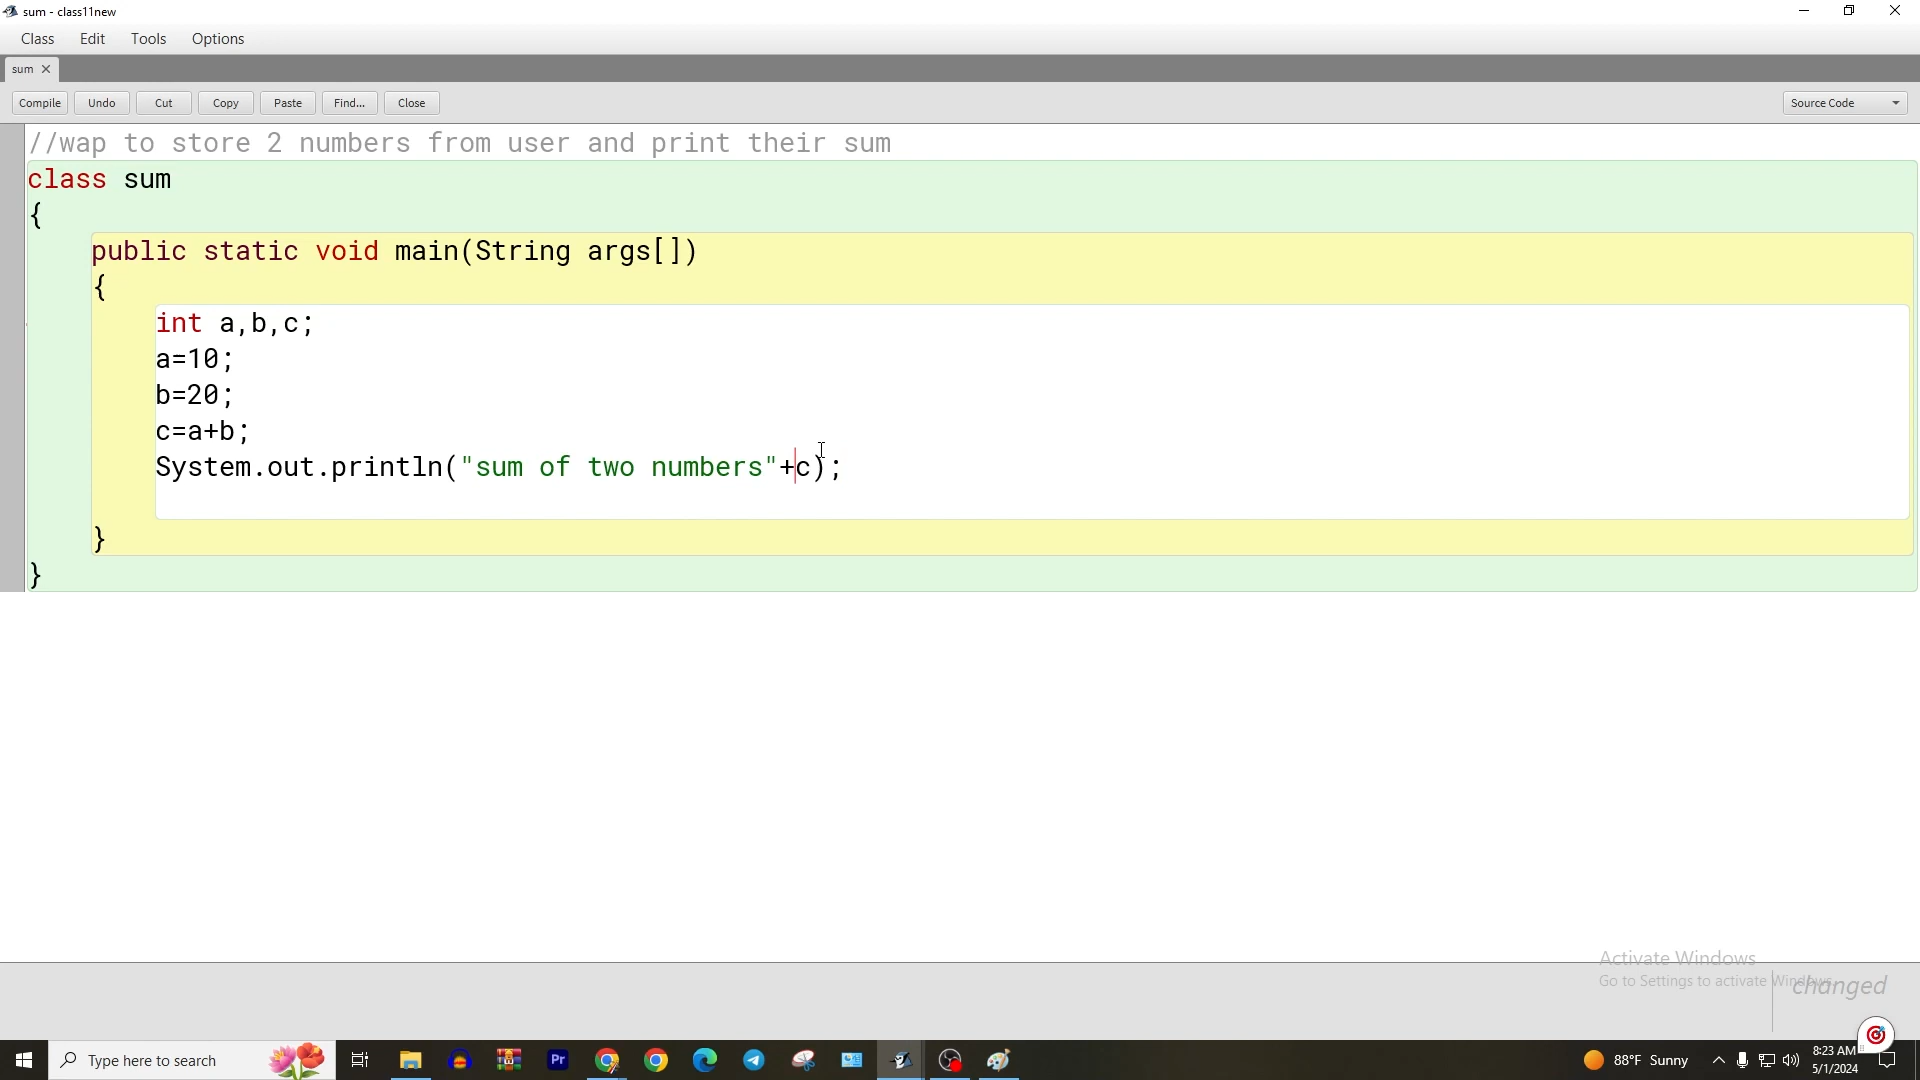 sum - class11new
Class Edit Tools Options
sum
Compile Undo Cut Copy Paste Find... Close Source Code
//wap to store 2 numbers from user and print their sum
class sum
{
public static void main(String args[])
{
int a,b,c;
a=10;
b=20;
c=a+b;
System.out.println("sum of two numbers"+c);
}
}
Activate Windows
Go to Settings to activate Windows.
changed
Type here to search
Pr
88°F Sunny
8:23 AM
5/1/2024